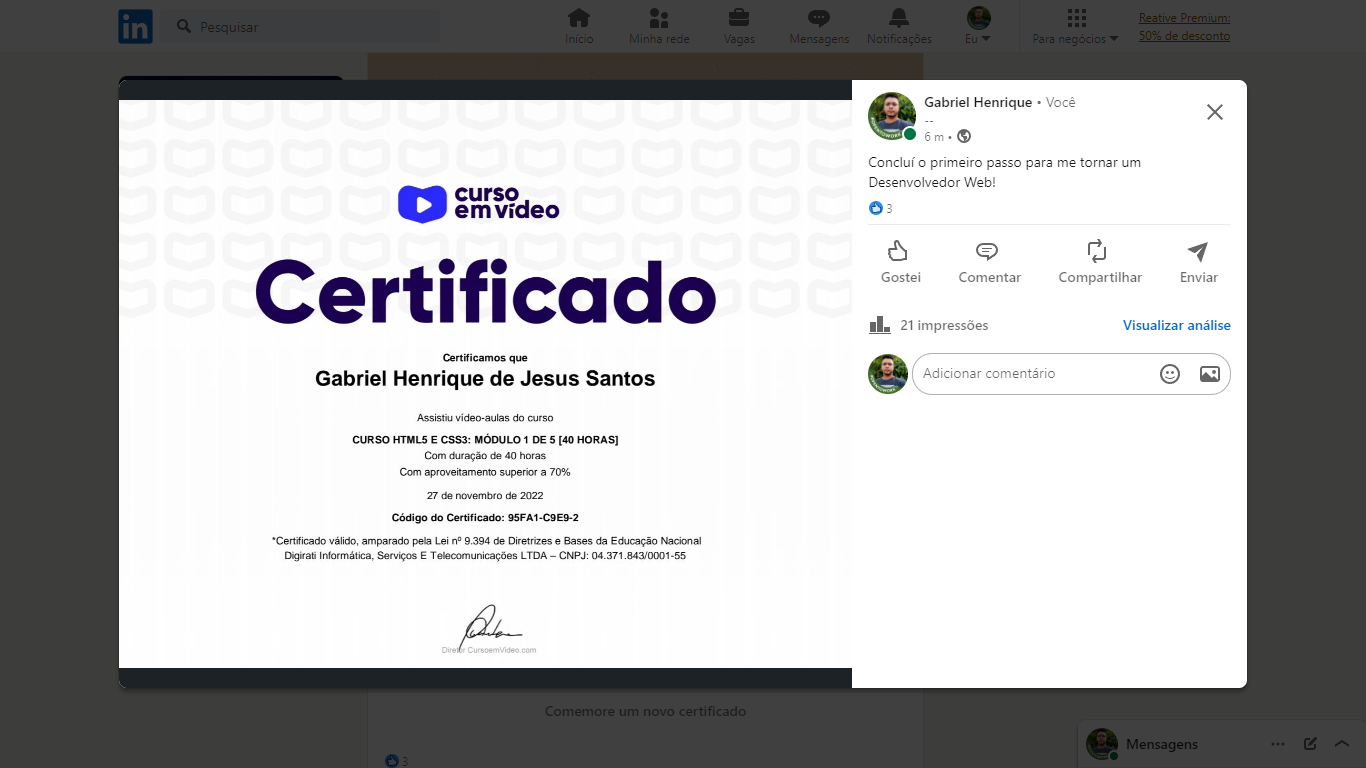 in
Pesquisar
Início
Minha rede
Vagas
Mensagens
Notificações
Eu
Para negócios
Reative Premium:
50% de desconto
curso
em vídeo
Certificado
Certificamos que
Gabriel Henrique de Jesus Santos
Assistiu vídeo-aulas do curso
CURSO HTML5 E CSS3: MÓDULO 1 DE 5 [40 HORAS]
Com duração de 40 horas
Com aproveitamento superior a 70%
27 de novembro de 2022
Código do Certificado: 95FA1-C9E9-2
*Certificado válido, amparado pela Lei nº 9.394 de Diretrizes e Bases da Educação Nacional
Digirati Informática, Serviços E Telecomunicações LTDA – CNPJ: 04.371.843/0001-55
Diretor CursoemVideo.com
Gabriel Henrique • Você
--
6 m •
Concluí o primeiro passo para me tornar um
Desenvolvedor Web!
3
Gostei
Comentar
Compartilhar
Enviar
21 impressões
Visualizar análise
Adicionar comentário
Comemore um novo certificado
3
Mensagens